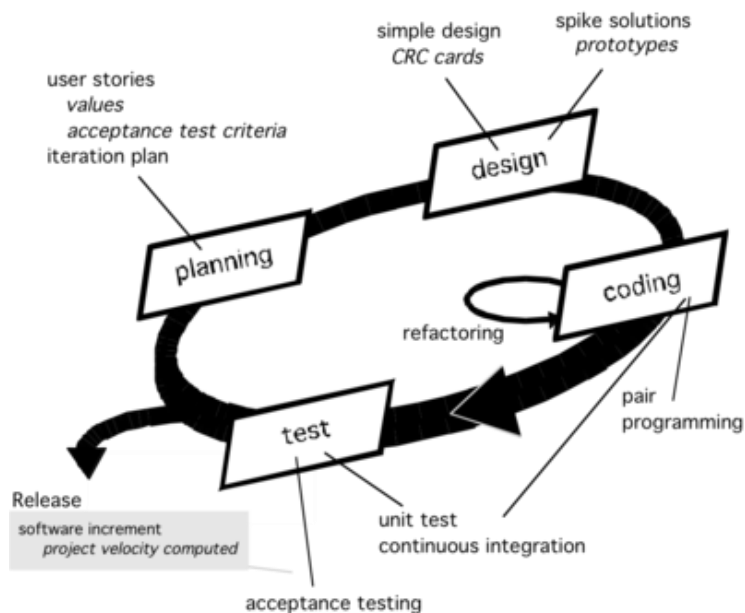 simple design
CRC cards
spike solutions
prototypes
user stories
values
acceptance test criteria
iteration plan
design
planning
coding
refactoring
pair
programming
test
Release
software increment
project velocity computed
unit test
continuous integration
acceptance testing